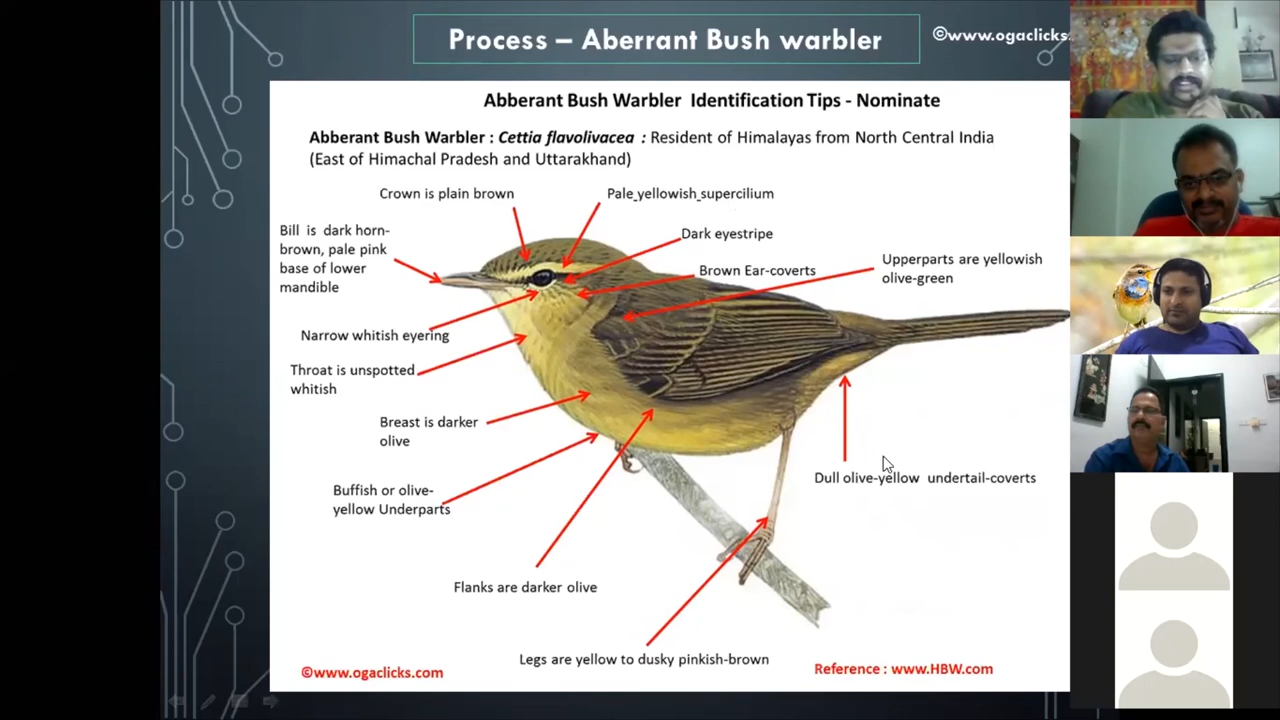 Process – Aberrant Bush warbler
©www.ogaclicks.
Abberant Bush Warbler Identification Tips - Nominate
Abberant Bush Warbler : Cettia flavolivacea : Resident of Himalayas from North Central India
(East of Himachal Pradesh and Uttarakhand)
Crown is plain brown
Pale_yellowish_supercilium
Bill is dark horn-
brown, pale pink
base of lower
mandible
Dark eyestripe
Brown Ear-coverts
Upperparts are yellowish
olive-green
Narrow whitish eyering
Throat is unspotted
whitish
Breast is darker
olive
Buffish or olive-
yellow Underparts
Dull olive-yellow undertail-coverts
Flanks are darker olive
Legs are yellow to dusky pinkish-brown
©www.ogaclicks.com
Reference : www.HBW.com